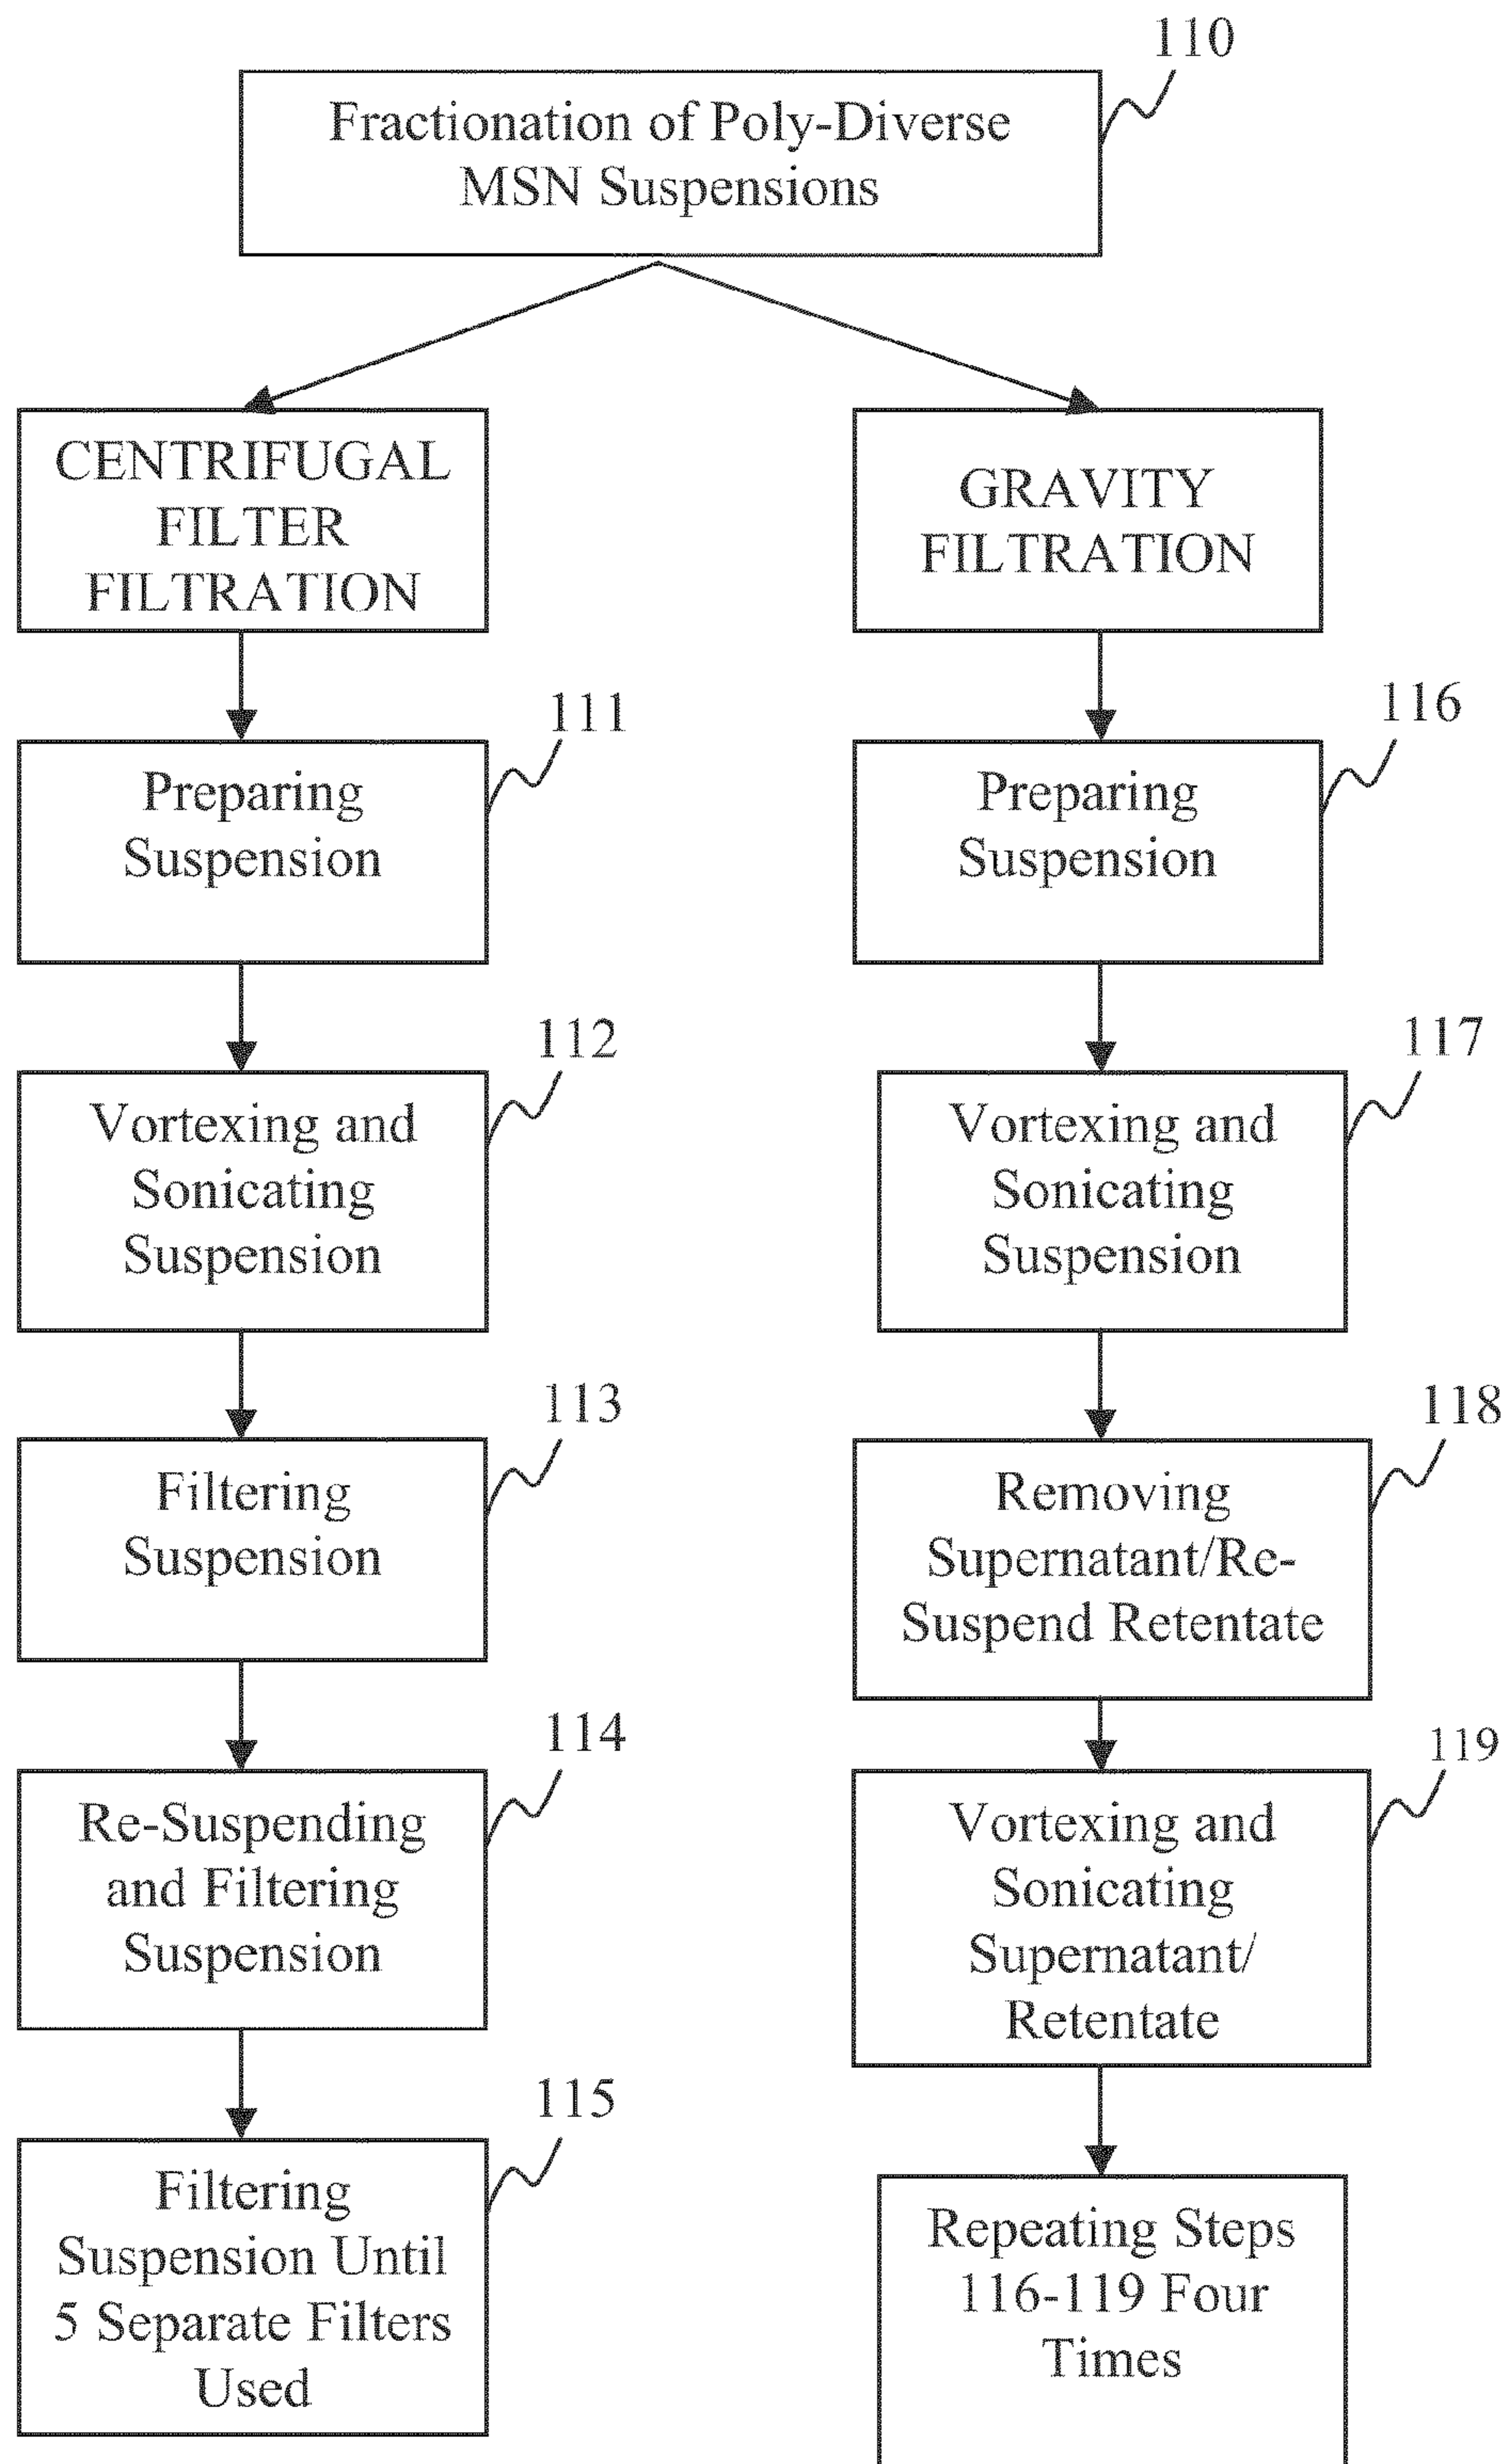 110
Fractionation of Poly-Diverse
MSN Suspensions
CENTRIFUGAL
FILTER
FILTRATION
111
Preparing
Suspension
112
Vortexing and
Sonicating
Suspension
113
Filtering
Suspension
114
Re-Suspending
and Filtering
Suspension
115
Filtering
Suspension Until
5 Separate Filters
Used
GRAVITY
FILTRATION
116
Preparing
Suspension
117
Vortexing and
Sonicating
Suspension
118
Removing
Supernatant/Re-
Suspend Retentate
119
Vortexing and
Sonicating
Supernatant/
Retentate
Repeating Steps
116-119 Four
Times